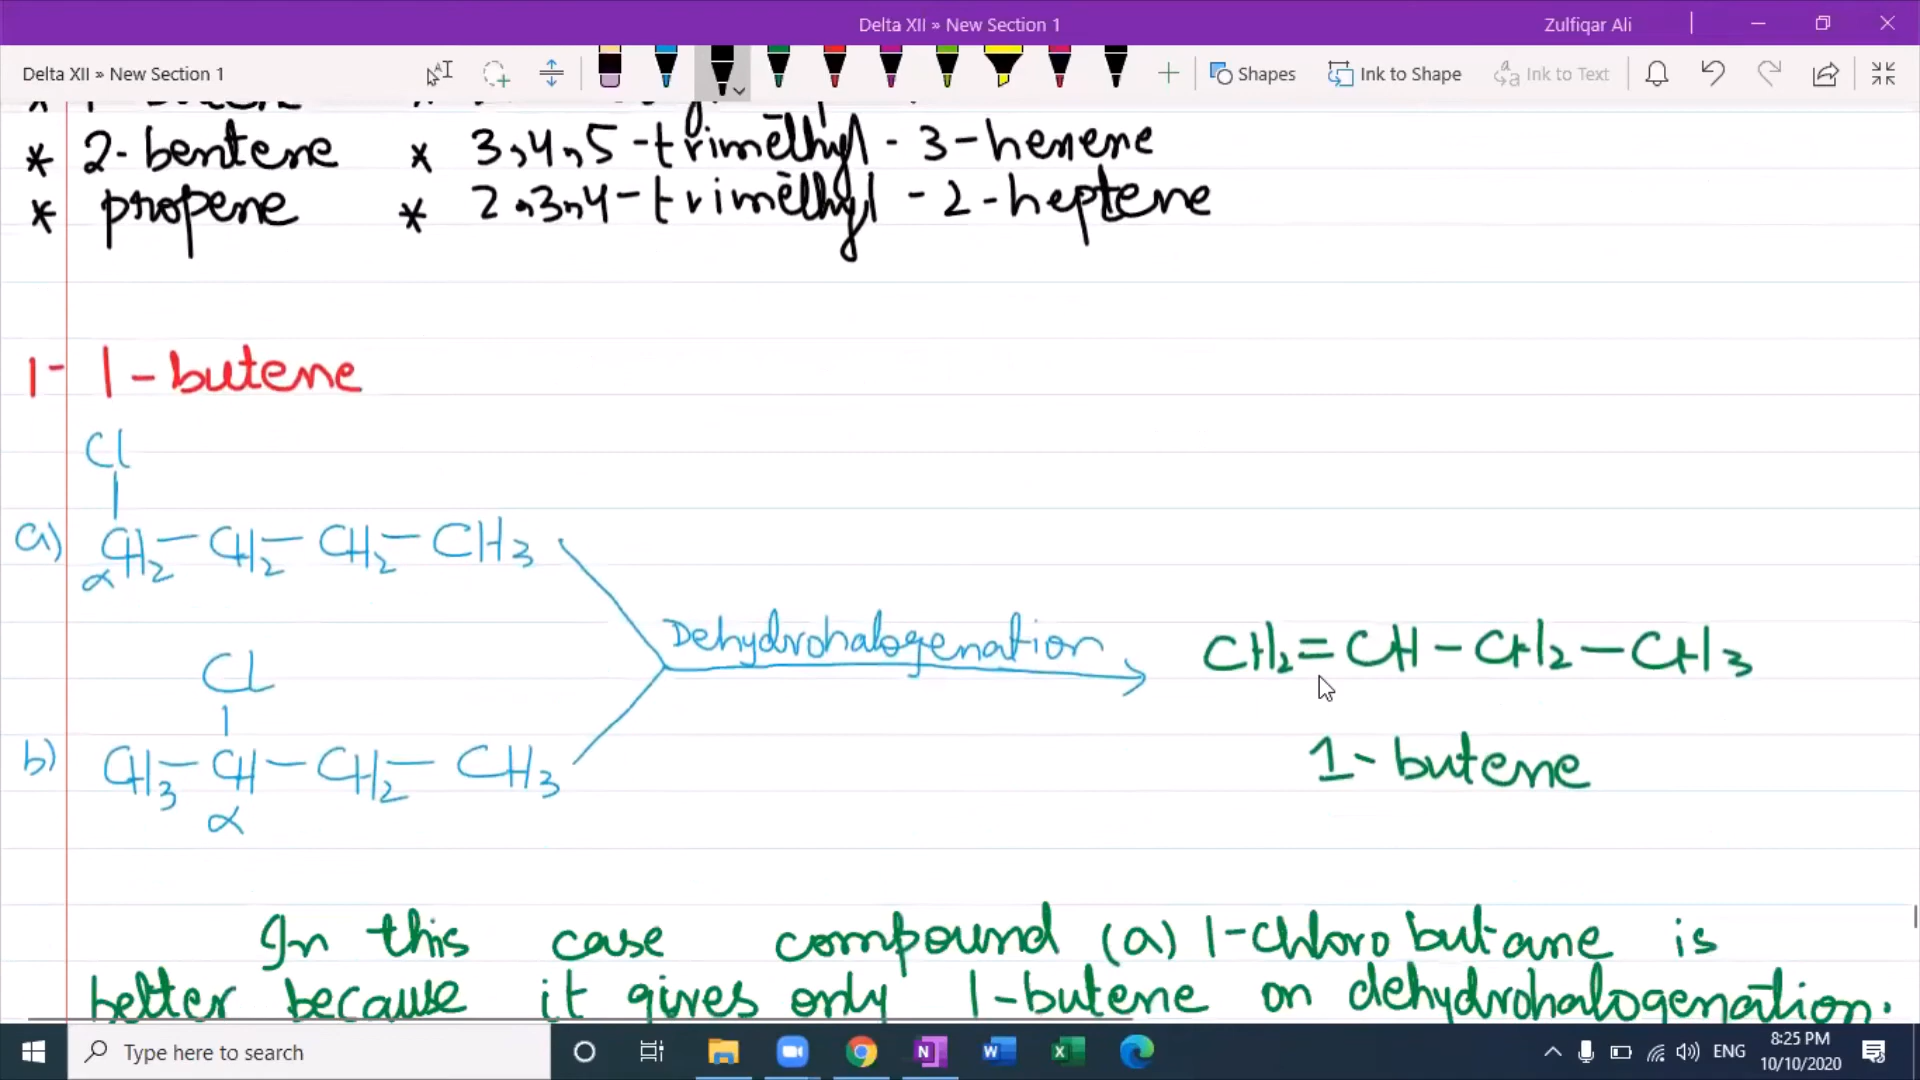 Delta XII » New Section 1
Zulfiqar Ali
Delta XII » New Section 1
Shapes
Ink to Shape
Ink to Text
* 2-bentene * 3,4,5-trimethyl-3-henene
* propene * 2,3,4-trimethyl-2-heptene
1- 1-butene
Cl
a) CH2-CH2-CH2-CH3
α
Dehydrohalogenation
CH2=CH-CH2-CH3
Cl
b) CH3-CH-CH2-CH3
α
1-butene
In this case compound (a) 1-chloro butane is
better because it gives only 1-butene on dehydrohalogenation.
Type here to search
ENG
8:25 PM
10/10/2020